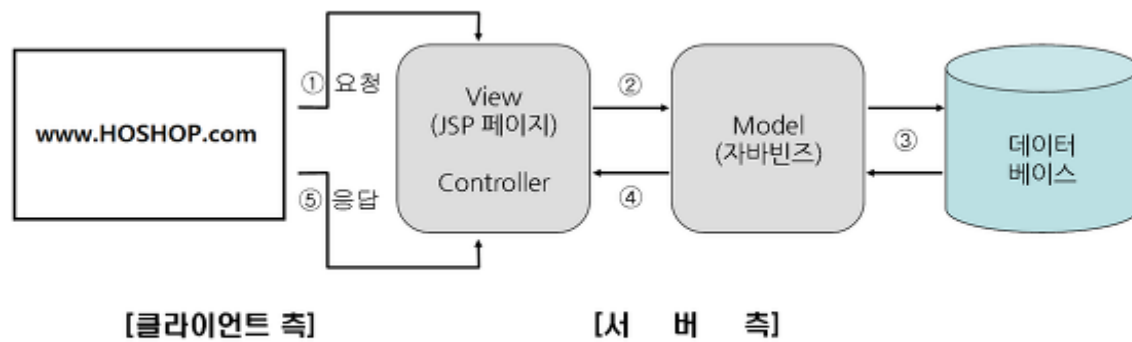 ① 요청
www.HOSHOP.com
⑤ 응답
View
(JSP 페이지)
Controller
②
④
Model
(자바빈즈)
③
데이터
베이스
[클라이언트 측]
[서 버 측]